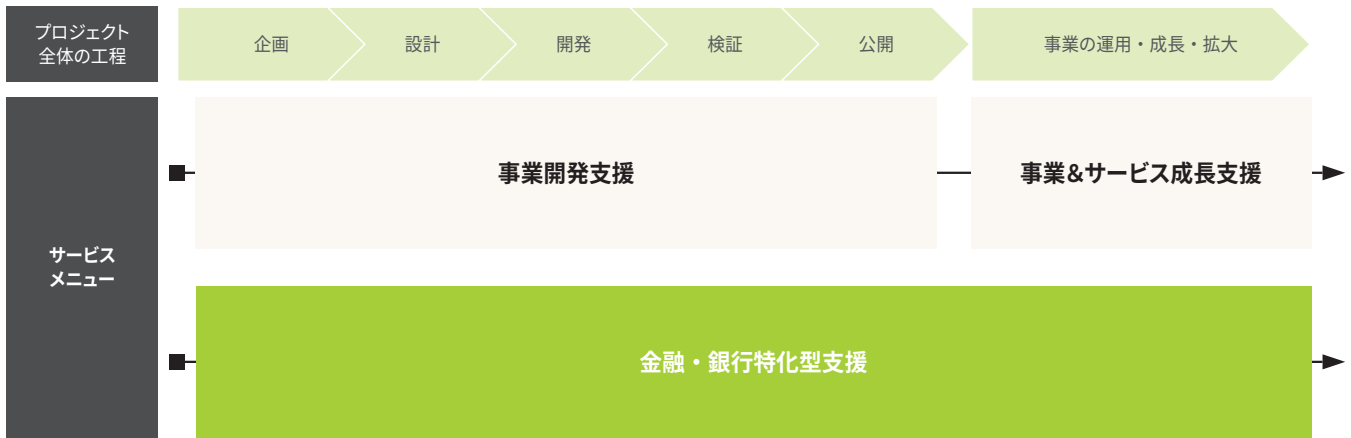 プロジェクト
全体の工程
企画
設計
開発
検証
公開
事業の運用・成長・拡大
サービス
メニュー
事業開発支援
事業&サービス成長支援
金融・銀行特化型支援